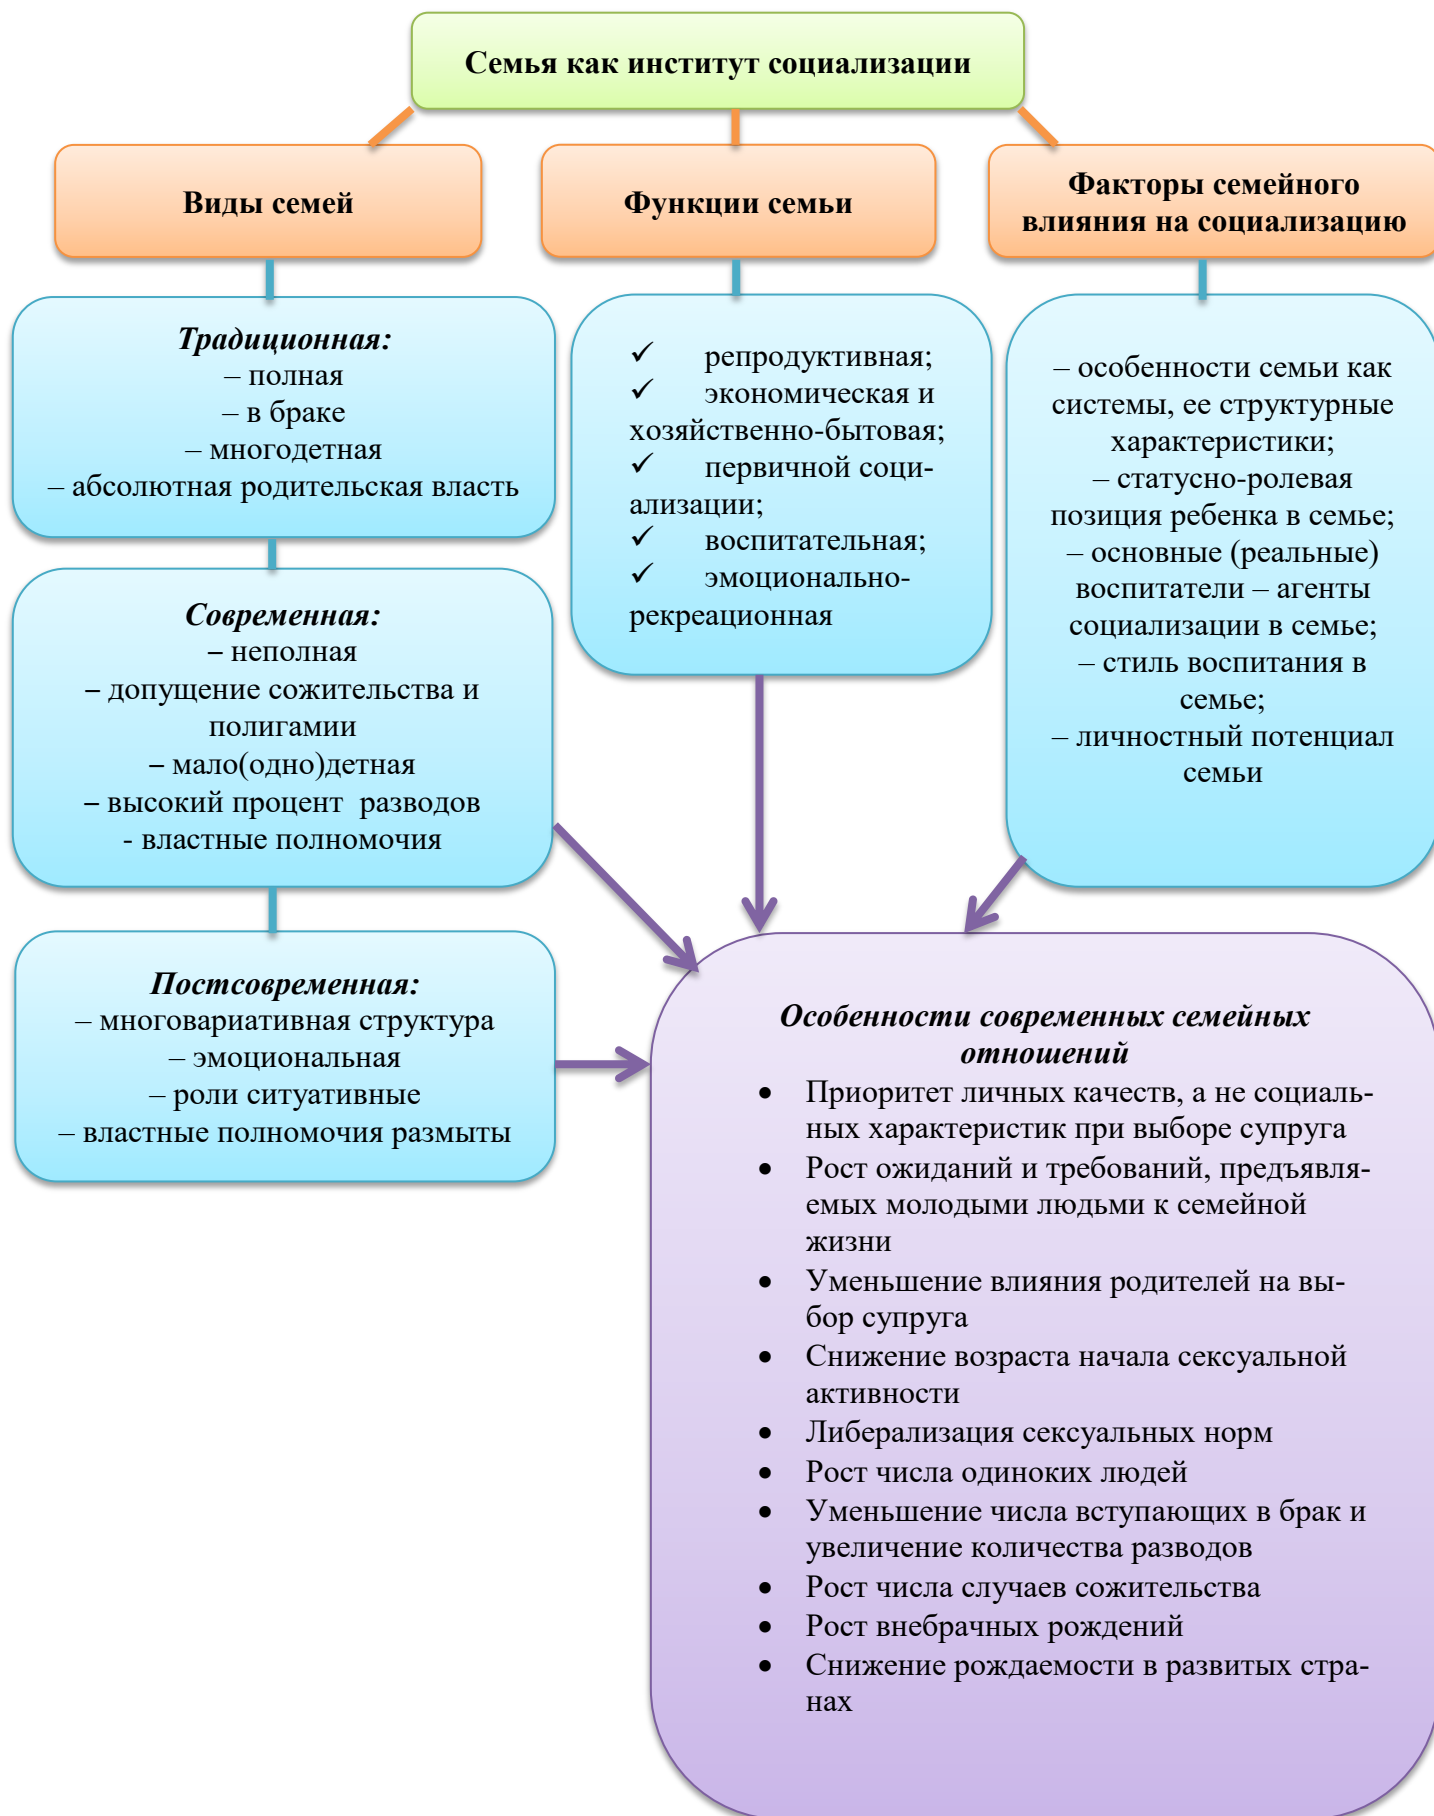 Семья как институт социализации
Виды семей
Функции семьи
Факторы семейного
влияния на социализацию
Традиционная:
– полная
– в браке
– многодетная
– абсолютная родительская власть
Современная:
– неполная
– допущение сожительства и
полигамии
– мало(одно)детная
– высокий процент разводов
- властные полномочия
Постсовременная:
– многовариативная структура
– эмоциональная
– роли ситуативные
– властные полномочия размыты
✓ репродуктивная;
✓ экономическая и
хозяйственно-бытовая;
✓ первичной соци-
ализации;
✓ воспитательная;
✓ эмоционально-
рекреационная
– особенности семьи как
системы, ее структурные
характеристики;
– статусно-ролевая
позиция ребенка в семье;
– основные (реальные)
воспитатели – агенты
социализации в семье;
– стиль воспитания в
семье;
– личностный потенциал
семьи
Особенности современных семейных
отношений
• Приоритет личных качеств, а не социаль-
ных характеристик при выборе супруга
• Рост ожиданий и требований, предъявля-
емых молодыми людьми к семейной
жизни
• Уменьшение влияния родителей на вы-
бор супруга
• Снижение возраста начала сексуальной
активности
• Либерализация сексуальных норм
• Рост числа одиноких людей
• Уменьшение числа вступающих в брак и
увеличение количества разводов
• Рост числа случаев сожительства
• Рост внебрачных рождений
• Снижение рождаемости в развитых стра-
нах